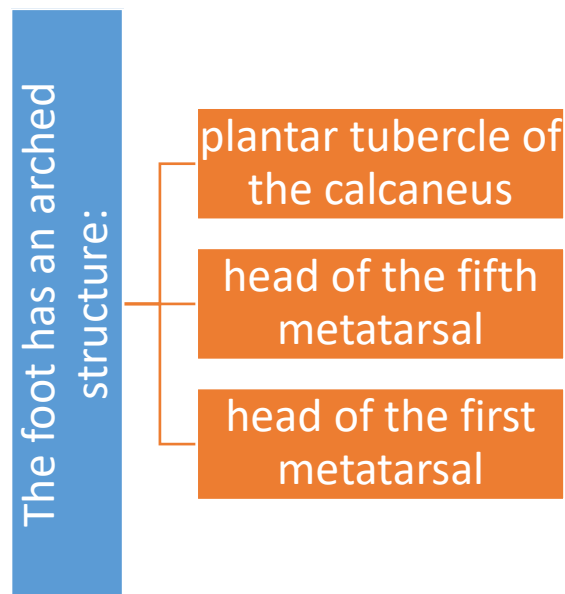 The foot has an arched
structure:
plantar tubercle of
the calcaneus
head of the fifth
metatarsal
head of the first
metatarsal